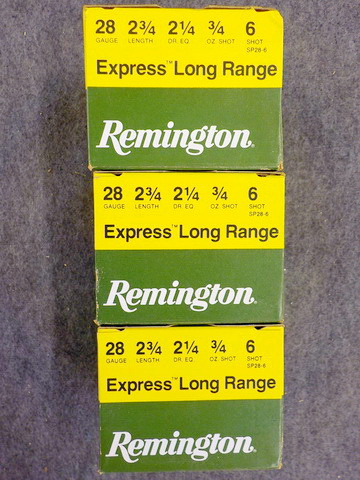 28 2¾ 2¼ ¾ 6
GAUGE LENGTH DR. EQ. OZ. SHOT SHOT
SP28-6
Express™ Long Range
Remington®
28 2¾ 2¼ ¾ 6
GAUGE LENGTH DR. EQ. OZ. SHOT SHOT
SP28-6
Express™ Long Range
Remington®
28 2¾ 2¼ ¾ 6
GAUGE LENGTH DR. EQ. OZ SHOT SHOT
SP28-6
Express™ Long Range
Remington®